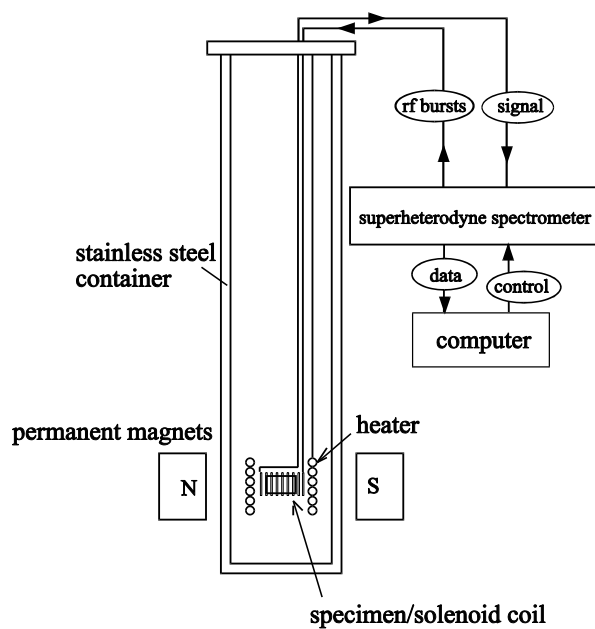 rf bursts
signal
superheterodyne spectrometer
stainless steel
container
data
control
computer
permanent magnets
heater
N
S
specimen/solenoid coil